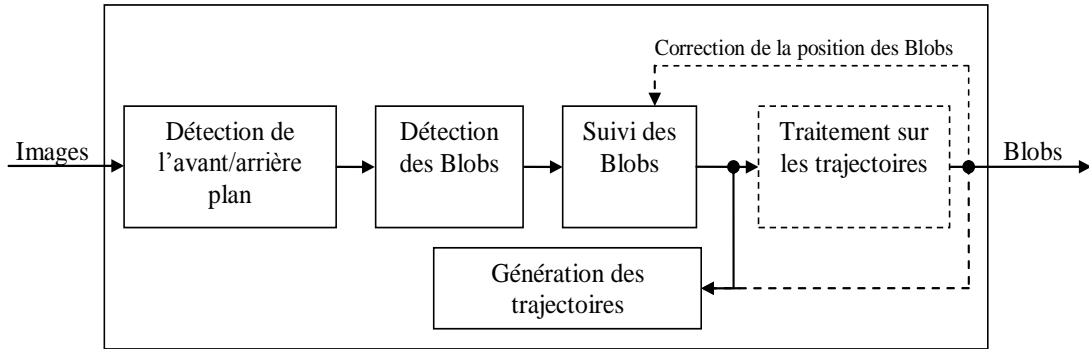 Correction de la position des Blobs
Images
Détection de
l'avant/arrière
plan
Détection
des Blobs
Suivi des
Blobs
Traitement sur
les trajectoires
Blobs
Génération des
trajectoires